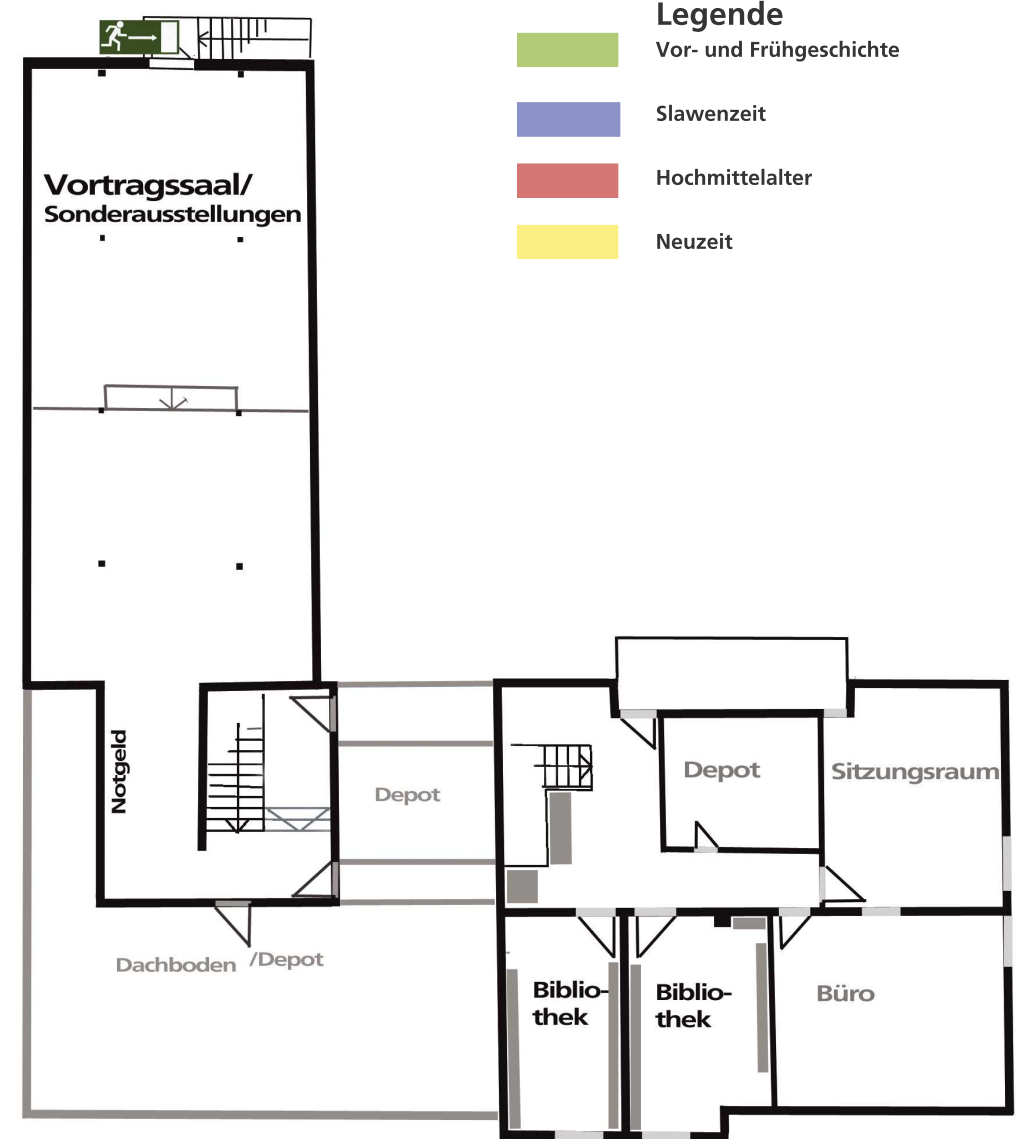 Legende
Vor- und Frühgeschichte
Slawenzeit
Hochmittelalter
Neuzeit
Vortragssaal/
Sonderausstellungen
Notgeld
Depot
Depot
Sitzungsraum
Dachboden /Depot
Biblio-
thek
Biblio-
thek
Büro